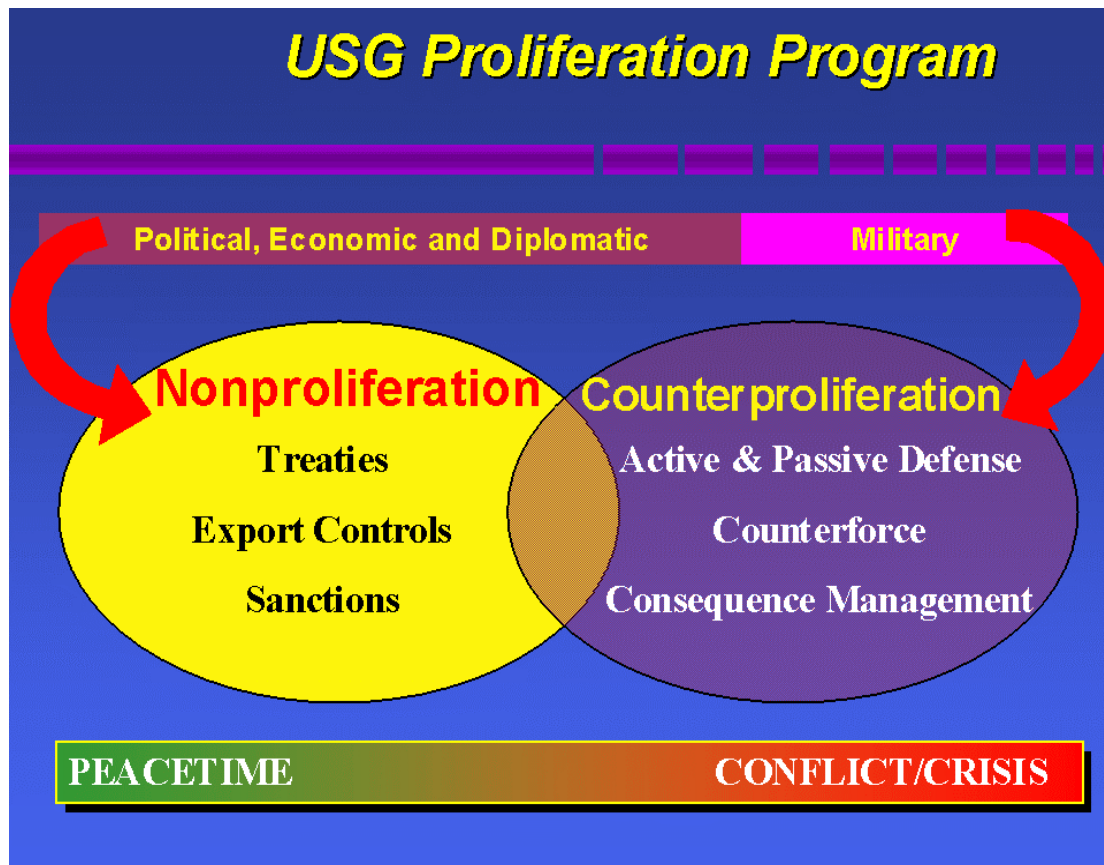 USG Proliferation Program
Political, Economic and Diplomatic
Military
Nonproliferation
Treaties
Export Controls
Sanctions
Counterproliferation
Active & Passive Defense
Counterforce
Consequence Management
PEACETIME
CONFLICT/CRISIS